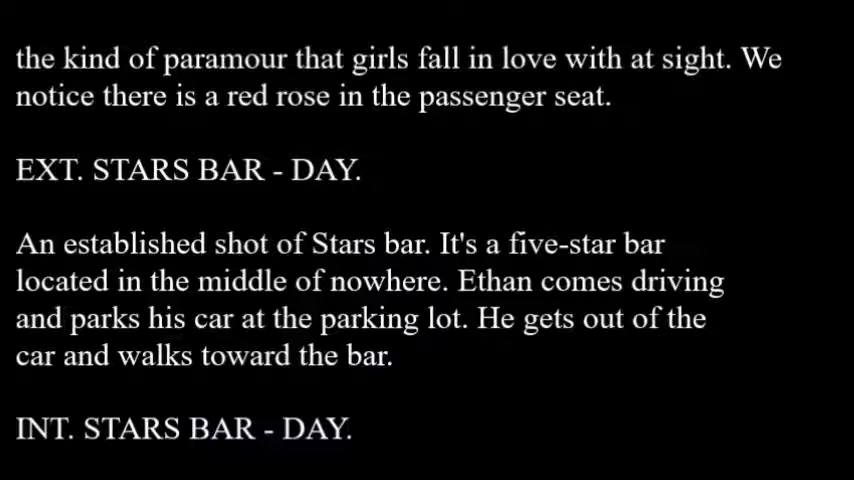 the kind of paramour that girls fall in love with at sight. We
notice there is a red rose in the passenger seat.
EXT. STARS BAR - DAY.
An established shot of Stars bar. It's a five-star bar
located in the middle of nowhere. Ethan comes driving
and parks his car at the parking lot. He gets out of the
car and walks toward the bar.
INT. STARS BAR - DAY.